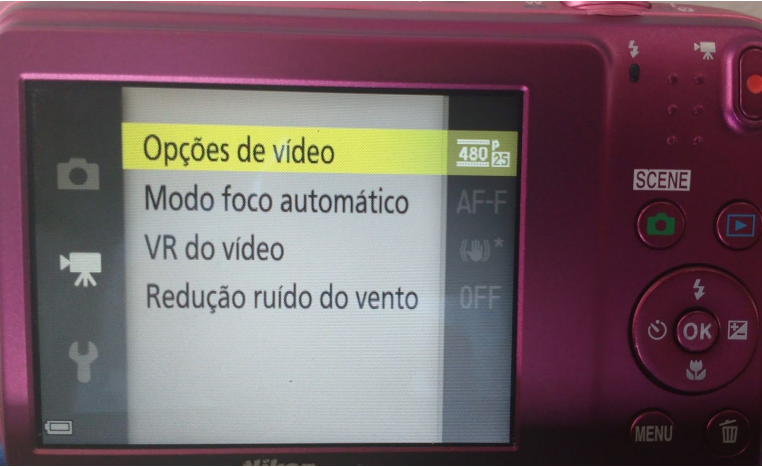 Opções de vídeo 480 P 25
Modo foco automático AF-F
VR do vídeo *
Redução ruído do vento OFF
SCENE
OK
MENU
Nikon